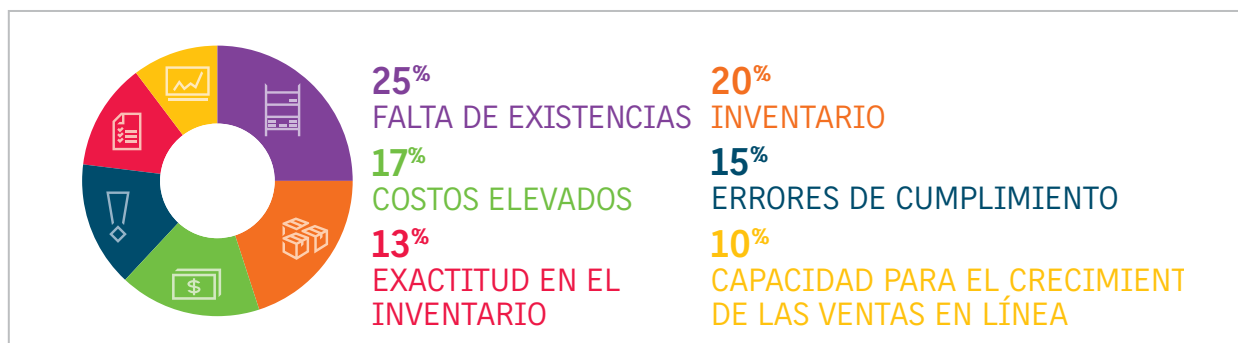 25%
FALTA DE EXISTENCIAS
20%
INVENTARIO
17%
COSTOS ELEVADOS
15%
ERRORES DE CUMPLIMIENTO
13%
EXACTITUD EN EL
INVENTARIO
10%
CAPACIDAD PARA EL CRECIMIENT
DE LAS VENTAS EN LÍNEA
$